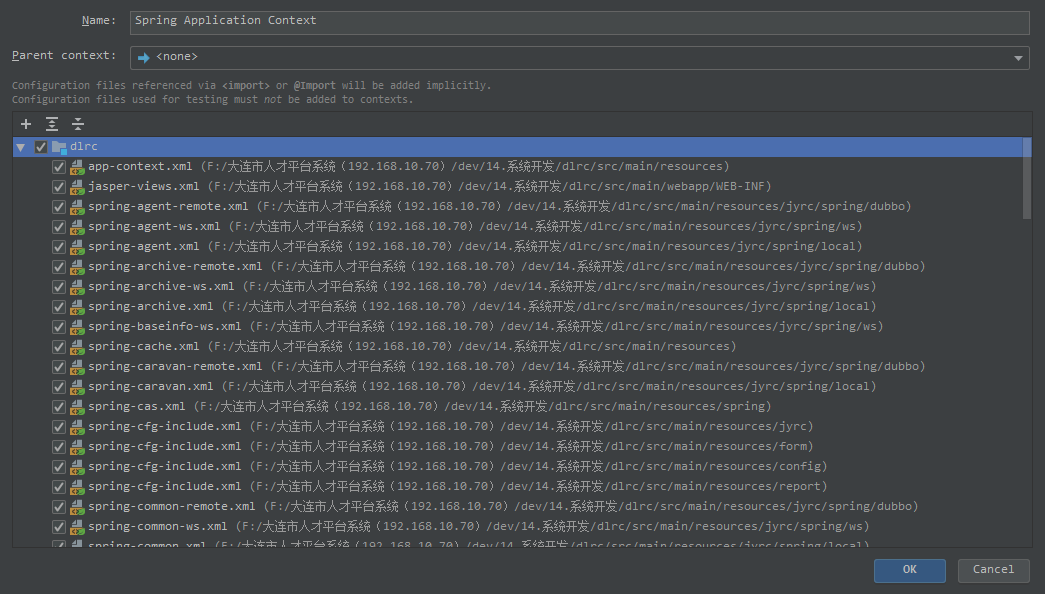 Name: Spring Application Context
Parent context: <none>
Configuration files referenced via <import> or @Import will be added implicitly.
Configuration files used for testing must not be added to contexts.
dlrc
app-context.xml (F:/大连市人才平台系统（192.168.10.70）/dev/14.系统开发/dlrc/src/main/resources)
jasper-views.xml (F:/大连市人才平台系统（192.168.10.70）/dev/14.系统开发/dlrc/src/main/webapp/WEB-INF)
spring-agent-remote.xml (F:/大连市人才平台系统（192.168.10.70）/dev/14.系统开发/dlrc/src/main/resources/jyrc/spring/dubbo)
spring-agent-ws.xml (F:/大连市人才平台系统（192.168.10.70）/dev/14.系统开发/dlrc/src/main/resources/jyrc/spring/ws)
spring-agent.xml (F:/大连市人才平台系统（192.168.10.70）/dev/14.系统开发/dlrc/src/main/resources/jyrc/spring/local)
spring-archive-remote.xml (F:/大连市人才平台系统（192.168.10.70）/dev/14.系统开发/dlrc/src/main/resources/jyrc/spring/dubbo)
spring-archive-ws.xml (F:/大连市人才平台系统（192.168.10.70）/dev/14.系统开发/dlrc/src/main/resources/jyrc/spring/ws)
spring-archive.xml (F:/大连市人才平台系统（192.168.10.70）/dev/14.系统开发/dlrc/src/main/resources/jyrc/spring/local)
spring-baseinfo-ws.xml (F:/大连市人才平台系统（192.168.10.70）/dev/14.系统开发/dlrc/src/main/resources/jyrc/spring/ws)
spring-cache.xml (F:/大连市人才平台系统（192.168.10.70）/dev/14.系统开发/dlrc/src/main/resources)
spring-caravan-remote.xml (F:/大连市人才平台系统（192.168.10.70）/dev/14.系统开发/dlrc/src/main/resources/jyrc/spring/dubbo)
spring-caravan.xml (F:/大连市人才平台系统（192.168.10.70）/dev/14.系统开发/dlrc/src/main/resources/jyrc/spring/local)
spring-cas.xml (F:/大连市人才平台系统（192.168.10.70）/dev/14.系统开发/dlrc/src/main/resources/spring)
spring-cfg-include.xml (F:/大连市人才平台系统（192.168.10.70）/dev/14.系统开发/dlrc/src/main/resources/jyrc)
spring-cfg-include.xml (F:/大连市人才平台系统（192.168.10.70）/dev/14.系统开发/dlrc/src/main/resources/form)
spring-cfg-include.xml (F:/大连市人才平台系统（192.168.10.70）/dev/14.系统开发/dlrc/src/main/resources/config)
spring-cfg-include.xml (F:/大连市人才平台系统（192.168.10.70）/dev/14.系统开发/dlrc/src/main/resources/report)
spring-common-remote.xml (F:/大连市人才平台系统（192.168.10.70）/dev/14.系统开发/dlrc/src/main/resources/jyrc/spring/dubbo)
spring-common-ws.xml (F:/大连市人才平台系统（192.168.10.70）/dev/14.系统开发/dlrc/src/main/resources/jyrc/spring/ws)
spring-common.xml (F:/大连市人才平台系统（192.168.10.70）/dev/14.系统开发/dlrc/src/main/resources/jyrc/spring/local)
OK Cancel